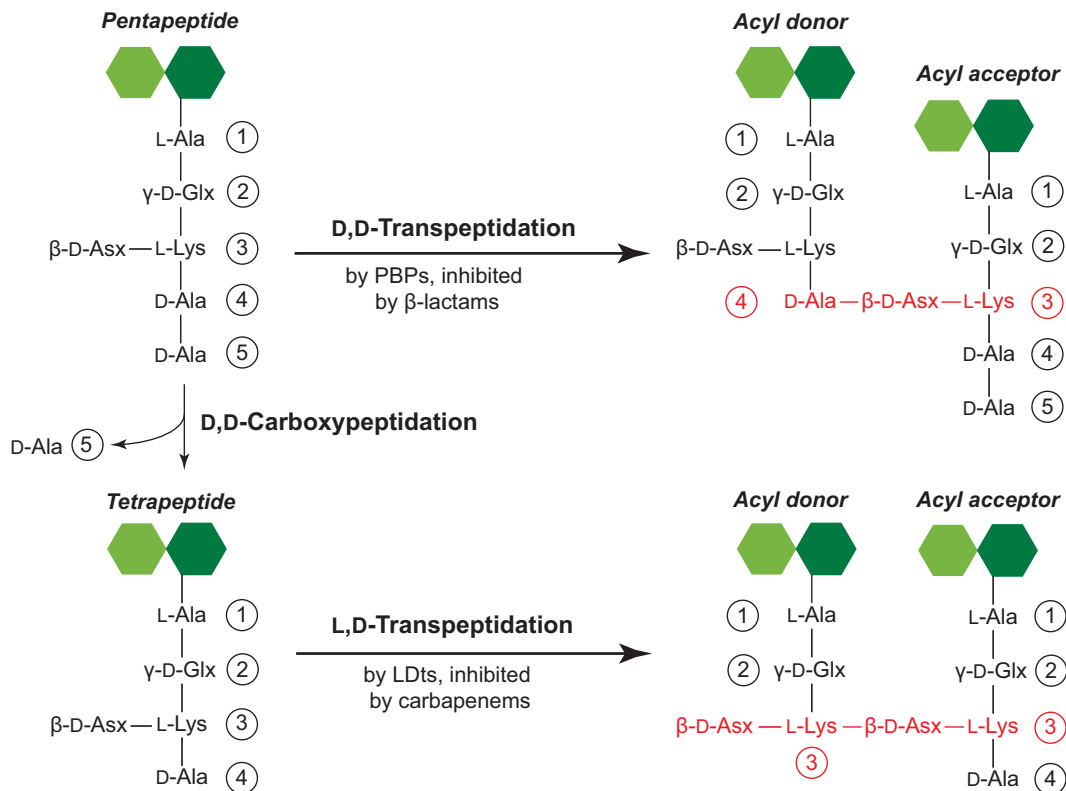 Pentapeptide
L-Ala 1
γ-D-Glx 2
β-D-Asx L-Lys 3
D-Ala 4
D-Ala 5
D,D-Transpeptidation
by PBPs, inhibited
by β-lactams
Acyl donor
1 L-Ala
2 γ-D-Glx
β-D-Asx L-Lys
4 D-Ala β-D-Asx L-Lys 3
Acyl acceptor
L-Ala 1
γ-D-Glx 2
D-Ala 4
D-Ala 5
D,D-Carboxypeptidation
D-Ala 5
Tetrapeptide
L-Ala 1
γ-D-Glx 2
β-D-Asx L-Lys 3
D-Ala 4
L,D-Transpeptidation
by LDts, inhibited
by carbapenems
Acyl donor
1 L-Ala
2 γ-D-Glx
β-D-Asx L-Lys β-D-Asx L-Lys 3
3
Acyl acceptor
L-Ala 1
γ-D-Glx 2
D-Ala 4